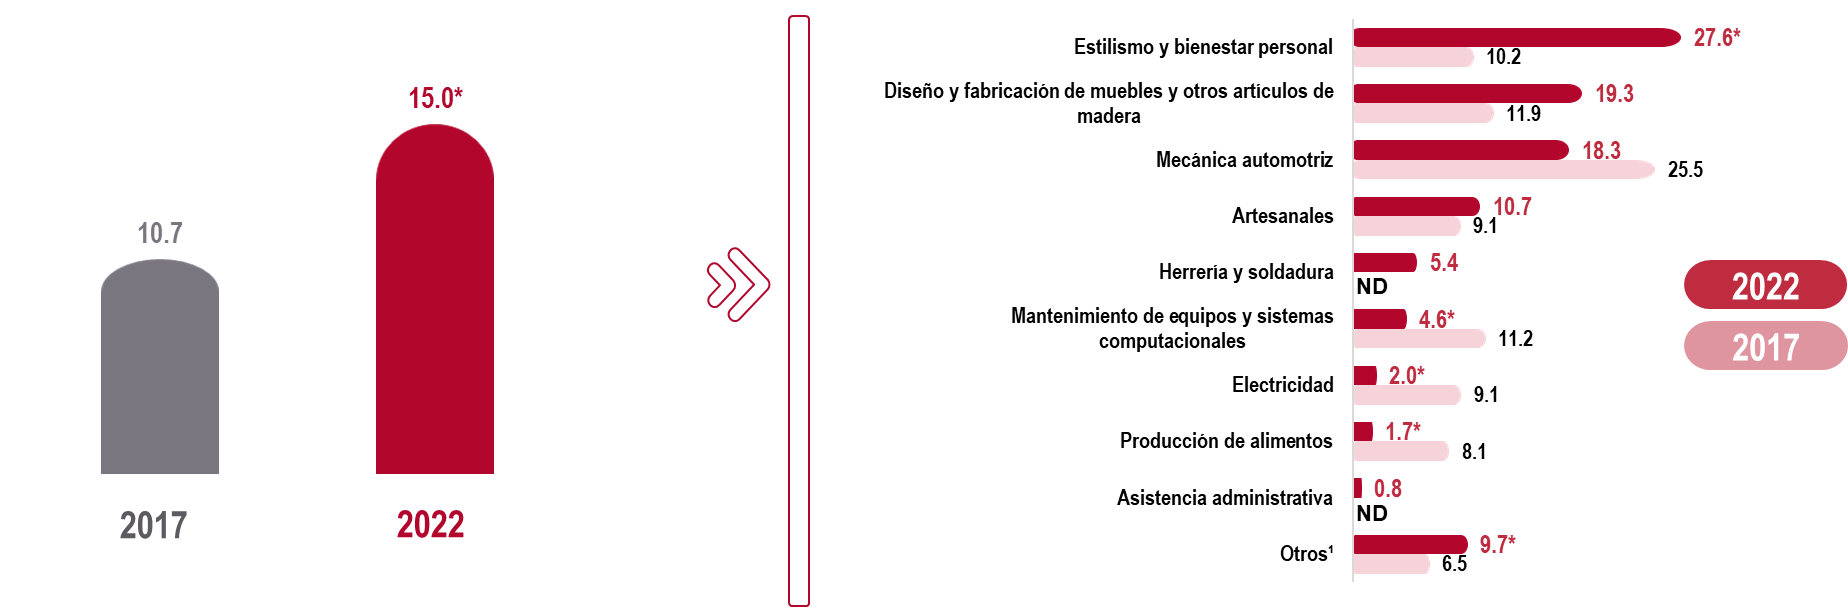 10.7
15.0*
2017
2022
Estilismo y bienestar personal
27.6*
10.2
Diseño y fabricación de muebles y otros artículos de
madera
19.3
11.9
Mecánica automotriz
18.3
25.5
Artesanales
10.7
9.1
Herrería y soldadura
5.4
ND
Mantenimiento de equipos y sistemas
computacionales
4.6*
11.2
Electricidad
2.0*
9.1
Producción de alimentos
1.7*
8.1
Asistencia administrativa
0.8
ND
Otros¹
9.7*
6.5
2022
2017